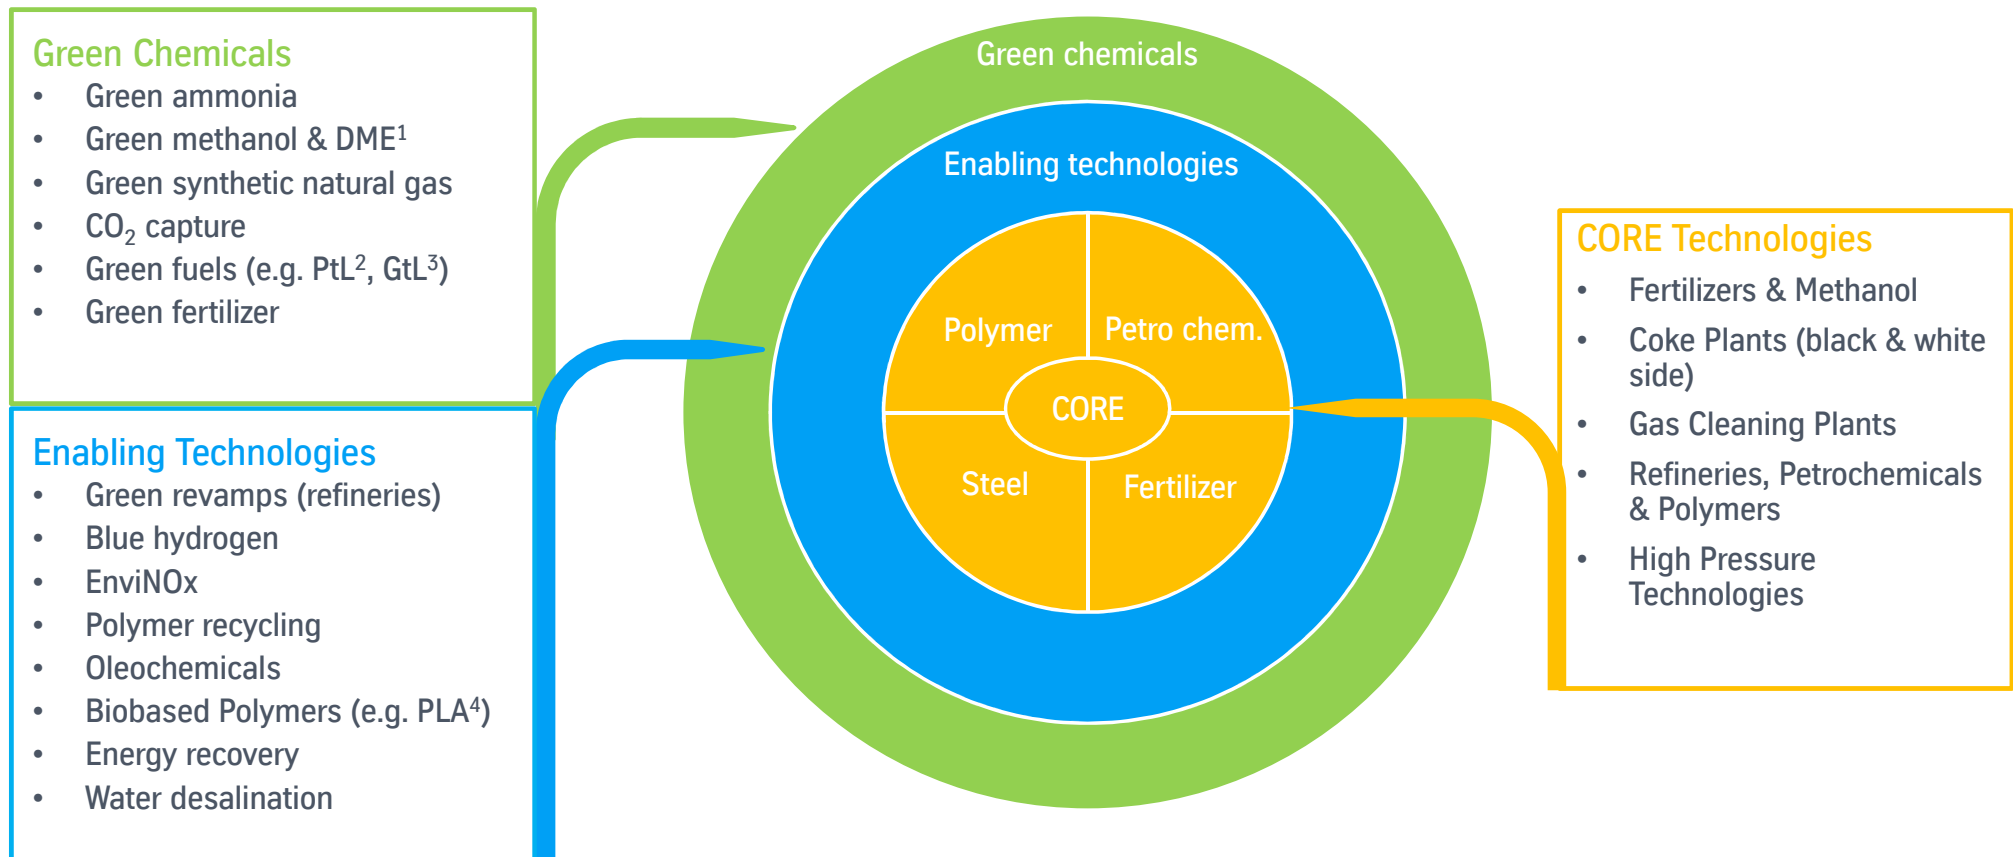 Green Chemicals
• Green ammonia
• Green methanol & DME¹
• Green synthetic natural gas
• CO₂ capture
• Green fuels (e.g. PtL², GtL³)
• Green fertilizer
Enabling Technologies
• Green revamps (refineries)
• Blue hydrogen
• EnviNOx
• Polymer recycling
• Oleochemicals
• Biobased Polymers (e.g. PLA⁴)
• Energy recovery
• Water desalination
Green chemicals
Enabling technologies
Polymer
Petro chem.
CORE
Steel
Fertilizer
CORE Technologies
• Fertilizers & Methanol
• Coke Plants (black & white
side)
• Gas Cleaning Plants
• Refineries, Petrochemicals
& Polymers
• High Pressure
Technologies